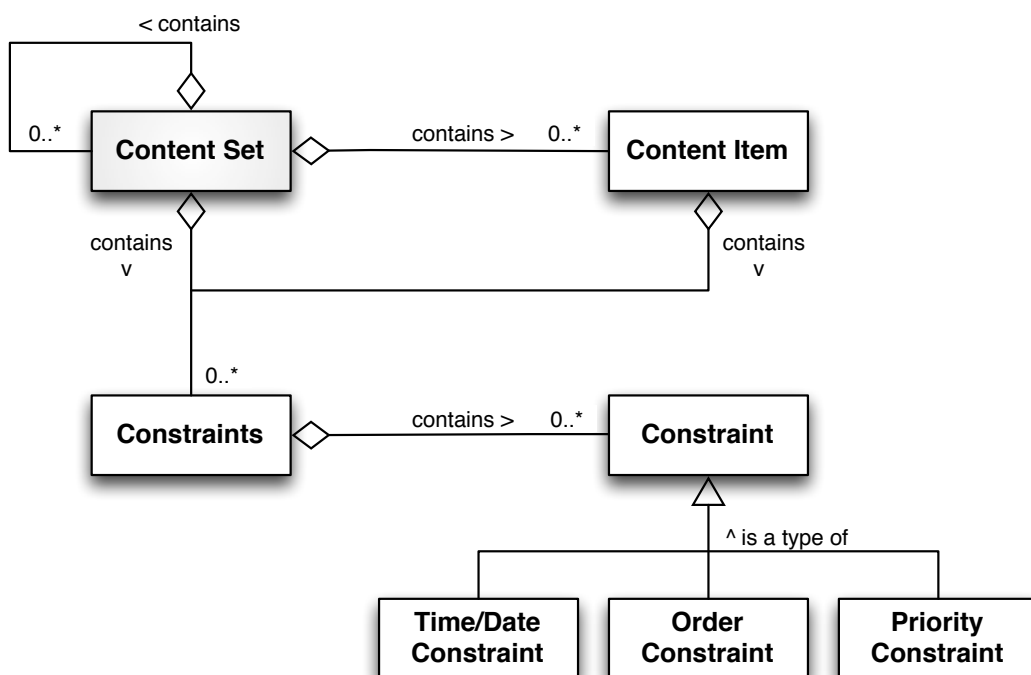 < contains
0..*
Content Set
contains >
0..*
Content Item
contains
v
contains
v
0..*
Constraints
contains >
0..*
Constraint
^ is a type of
Time/Date
Constraint
Order
Constraint
Priority
Constraint